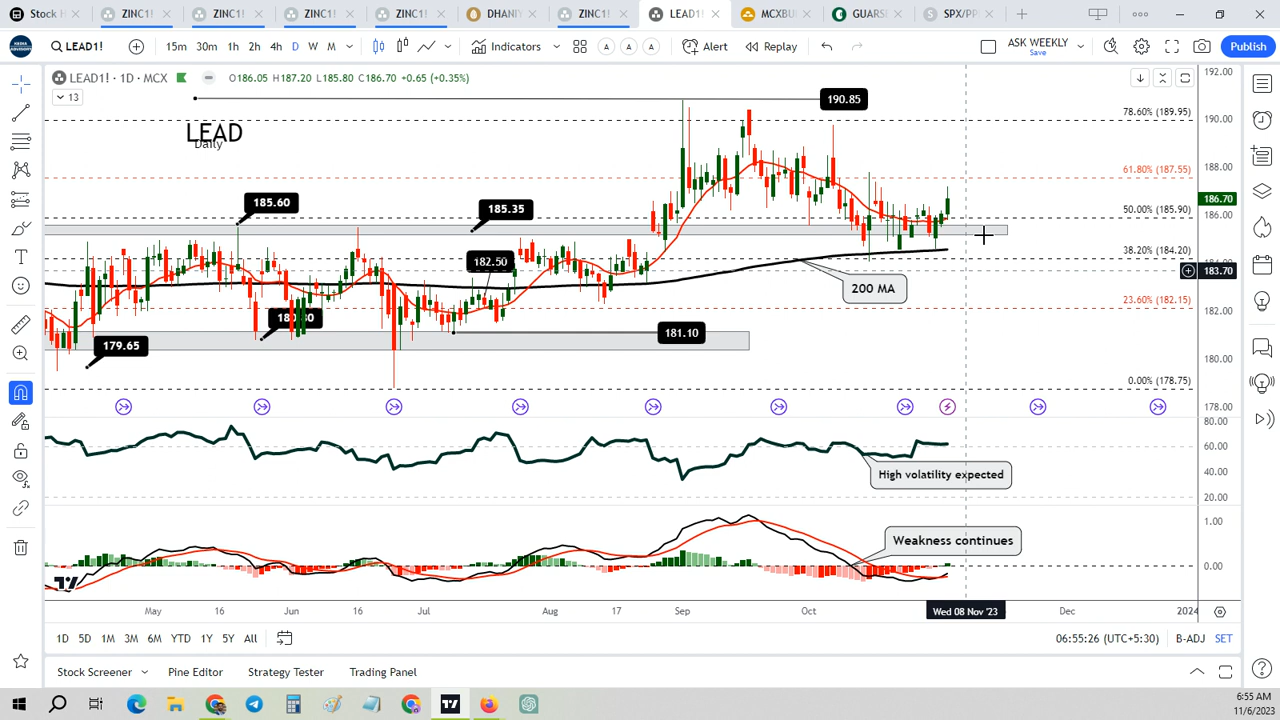 Stock H
ZINC1!
ZINC1!
ZINC1!
ZINC1!
DHANIY
ZINC1!
LEAD1!
MCXBUL
GUARSE
SPX/PP
LEAD1!
15m 30m 1h 2h 4h D W M
Indicators
A A A
Alert
Replay
ASK WEEKLY
Save
Publish
LEAD1! · 1D · MCX
O186.05 H187.20 L185.80 C186.70 +0.65 (+0.35%)
13
LEAD
Daily
190.85
185.60
185.35
182.50
200 MA
181.10
179.65
78.60% (189.95)
61.80% (187.55)
50.00% (185.90)
38.20% (184.20)
23.60% (182.15)
0.00% (178.75)
192.00
190.00
188.00
186.70
186.00
183.70
182.00
180.00
178.00
80.00
60.00
40.00
20.00
High volatility expected
1.00
0.00
Weakness continues
May 16 Jun 16 Jul Aug 17 Sep Oct Wed 08 Nov '23 Dec 2024
1D 5D 1M 3M 6M YTD 1Y 5Y All
06:55:26 (UTC+5:30) B-ADJ SET
Stock Screener Pine Editor Strategy Tester Trading Panel
6:55 AM
11/6/2023